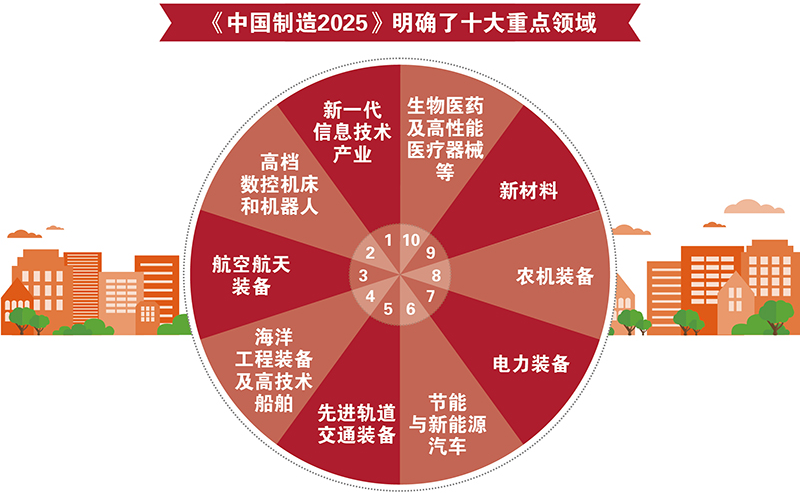 《中国制造2025》明确了十大重点领域
新一代
信息技术
产业
高档
数控机床
和机器人
航空航天
装备
海洋
工程装备
及高技术
船舶
先进轨道
交通装备
节能
与新能源
汽车
电力装备
农机装备
新材料
生物医药
及高性能
医疗器械
等
1
2
3
4
5
6
7
8
9
10